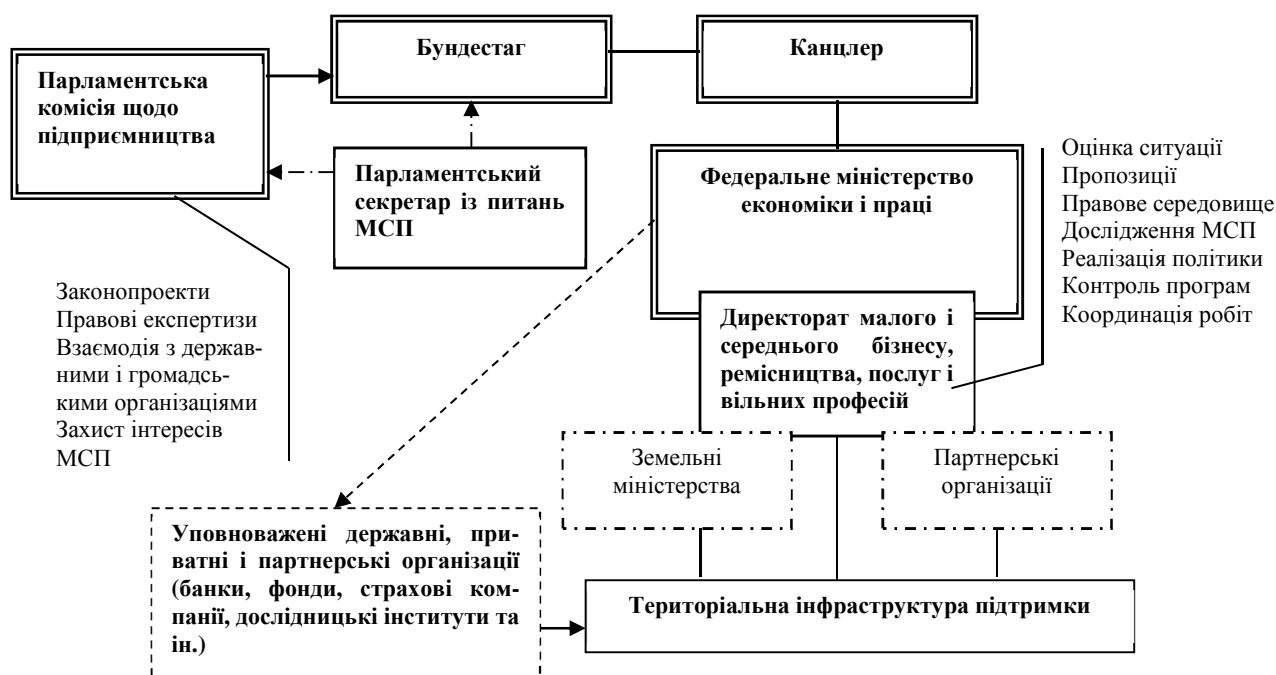 Бундестаг
Канцлер
Парламентська
комісія щодо
підприємництва
Парламентський
секретар із питань
МСП
Федеральне міністерство
економіки і праці
Оцінка ситуації
Пропозиції
Правове середовище
Дослідження МСП
Реалізація політики
Контроль програм
Координація робіт
Законопроекти
Правові експертизи
Взаємодія з держав-
ними і громадсь-
кими організаціями
Захист інтересів
МСП
Директорат малого і
середнього бізнесу,
ремісництва, послуг і
вільних професій
Земельні
міністерства
Партнерські
організації
Уповноважені державні, при-
ватні і партнерські організації
(банки, фонди, страхові ком-
панії, дослідницькі інститути та
ін.)
Територіальна інфраструктура підтримки